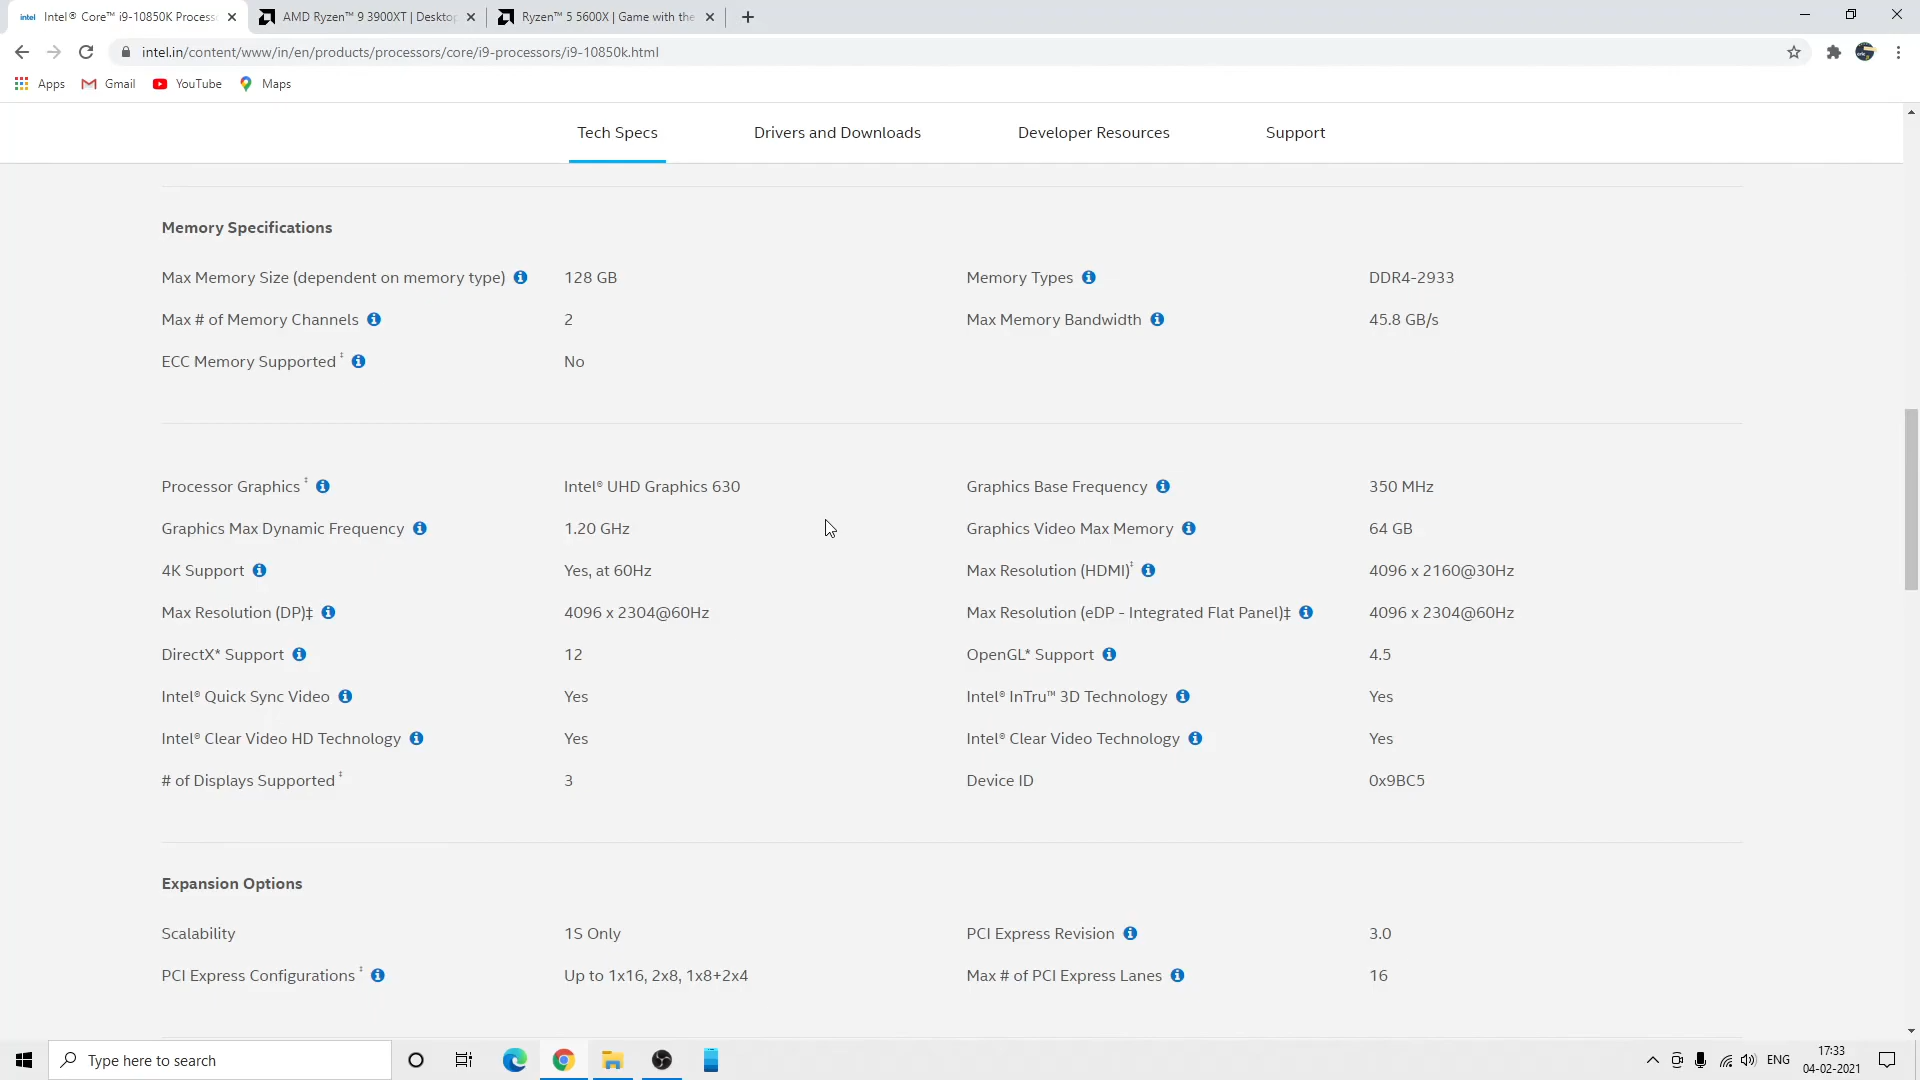 intel Intel® Core™ i9-10850K Process
AMD Ryzen™ 9 3900XT | Desktop
Ryzen™ 5 5600X | Game with the
intel.in/content/www/in/en/products/processors/core/i9-processors/i9-10850k.html
Apps Gmail YouTube Maps
Tech Specs Drivers and Downloads Developer Resources Support
Memory Specifications
Max Memory Size (dependent on memory type) 128 GB Memory Types DDR4-2933
Max # of Memory Channels 2 Max Memory Bandwidth 45.8 GB/s
ECC Memory Supported ‡ No
Processor Graphics ‡ Intel® UHD Graphics 630 Graphics Base Frequency 350 MHz
Graphics Max Dynamic Frequency 1.20 GHz Graphics Video Max Memory 64 GB
4K Support Yes, at 60Hz Max Resolution (HDMI)‡ 4096 x 2160@30Hz
Max Resolution (DP)‡ 4096 x 2304@60Hz Max Resolution (eDP - Integrated Flat Panel)‡ 4096 x 2304@60Hz
DirectX* Support 12 OpenGL* Support 4.5
Intel® Quick Sync Video Yes Intel® InTru™ 3D Technology Yes
Intel® Clear Video HD Technology Yes Intel® Clear Video Technology Yes
# of Displays Supported ‡ 3 Device ID 0x9BC5
Expansion Options
Scalability 1S Only PCI Express Revision 3.0
PCI Express Configurations ‡ Up to 1x16, 2x8, 1x8+2x4 Max # of PCI Express Lanes 16
Type here to search ENG 17:33
04-02-2021